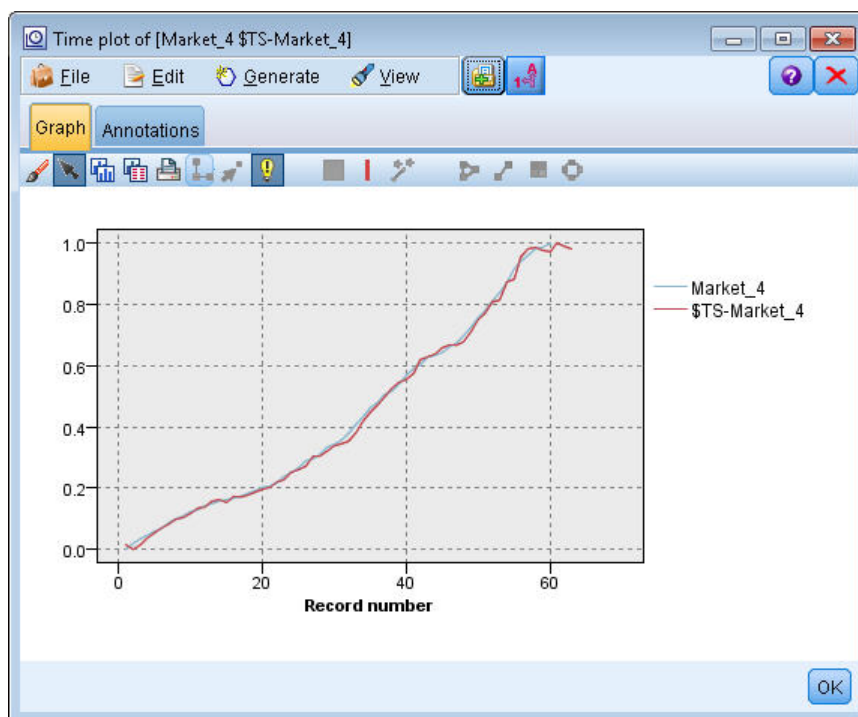 Time plot of [Market_4 $TS-Market_4]
File Edit Generate View
Graph Annotations
1.0
0.8
0.6
0.4
0.2
0.0
0 20 40 60
Record number
Market_4
$TS-Market_4
OK